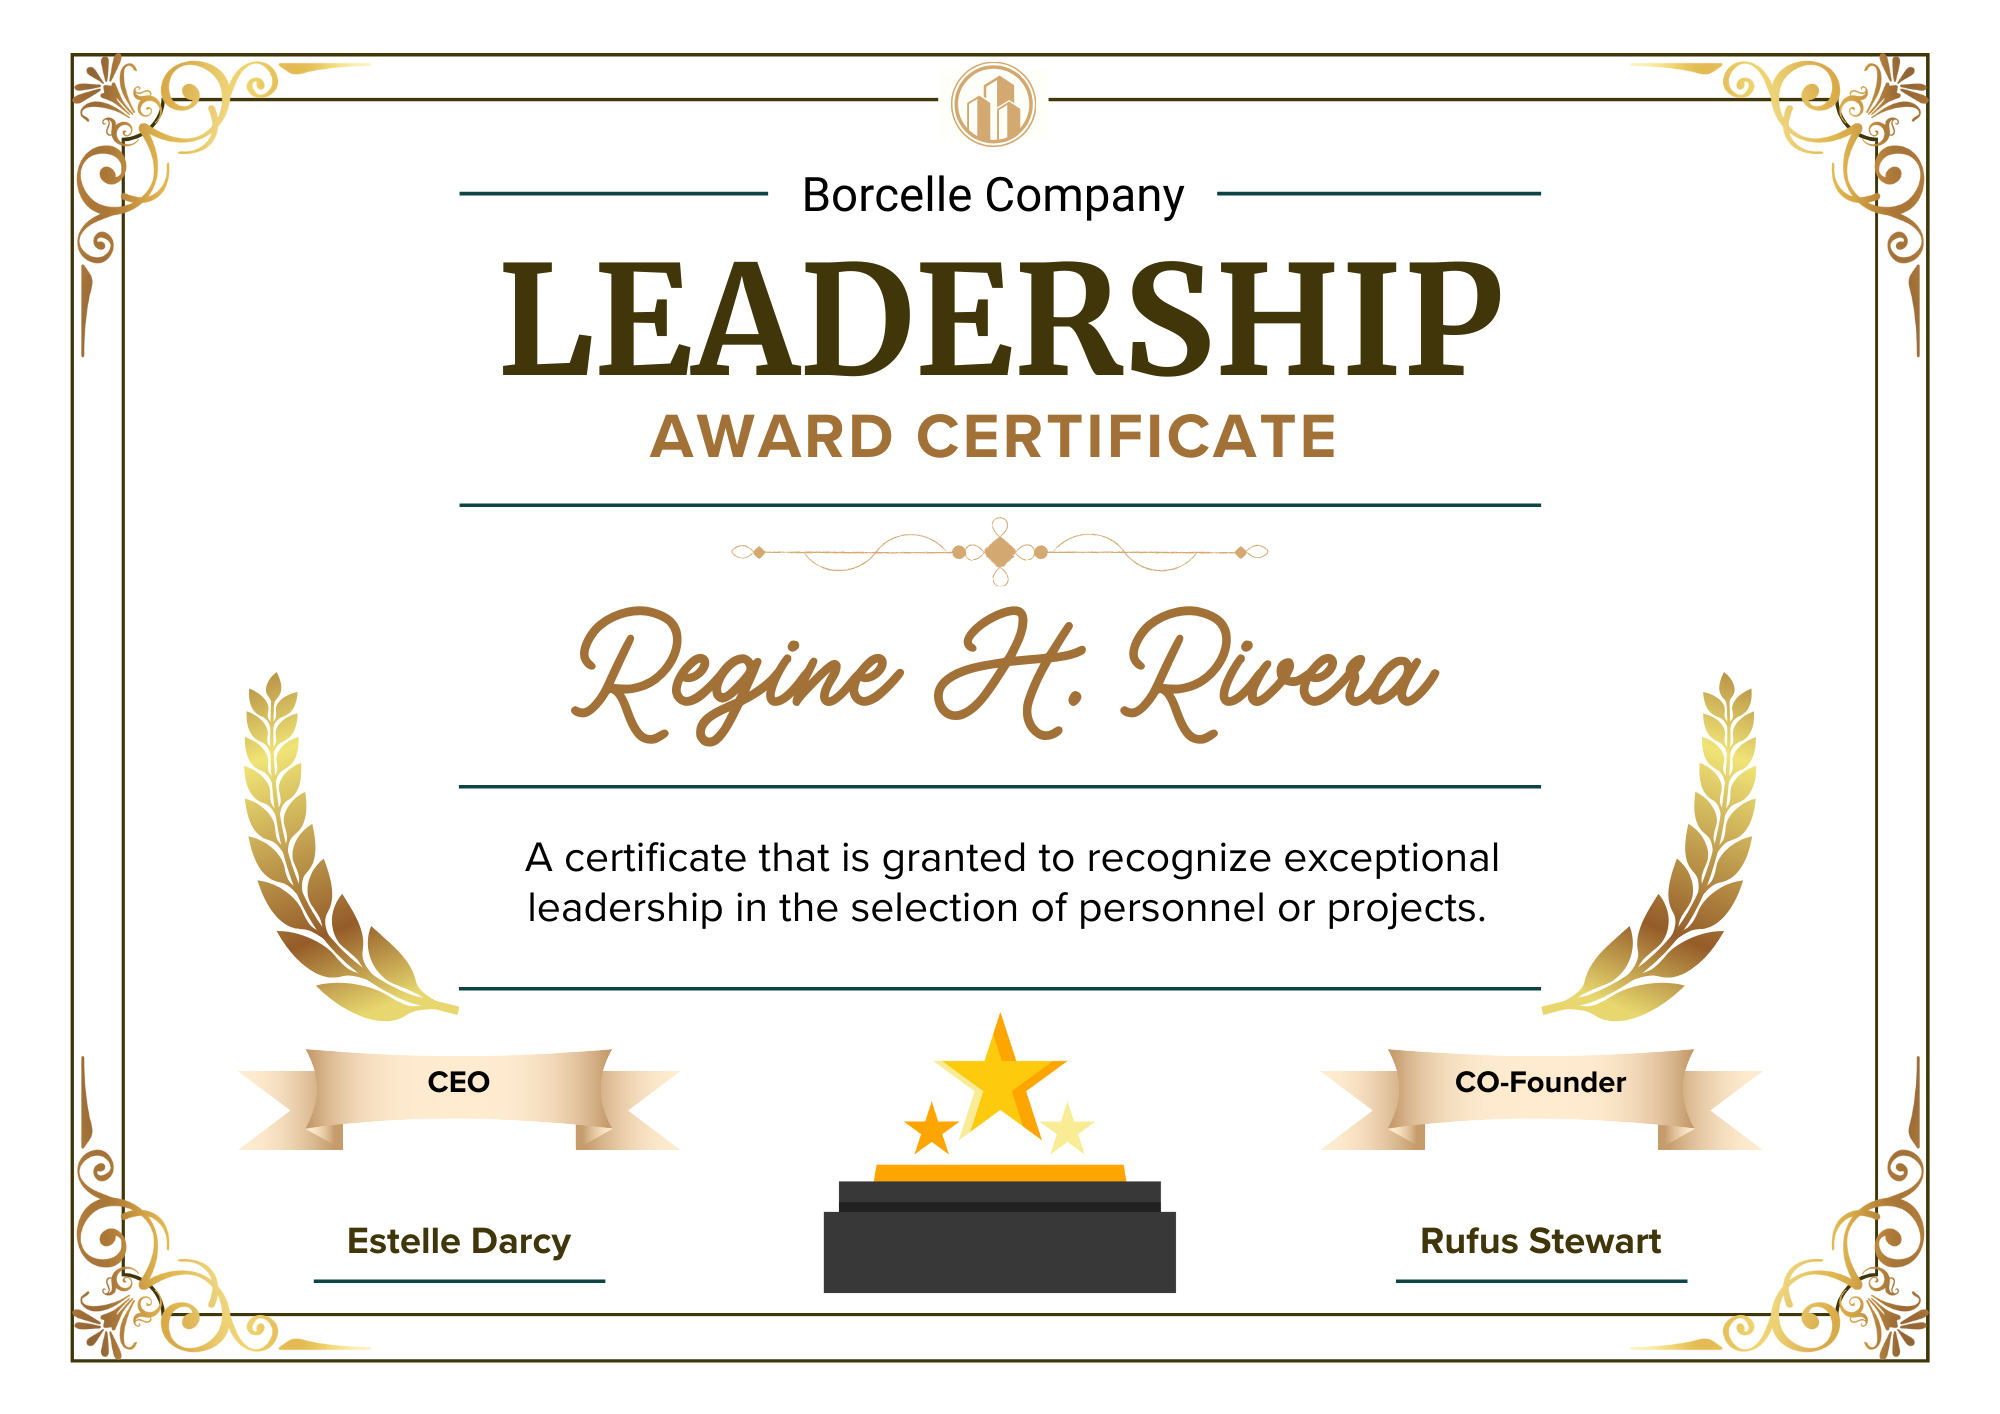 Borcelle Company
LEADERSHIP
AWARD CERTIFICATE
Regine H. Rivera
A certificate that is granted to recognize exceptional
leadership in the selection of personnel or projects.
CEO
CO-Founder
Estelle Darcy
Rufus Stewart